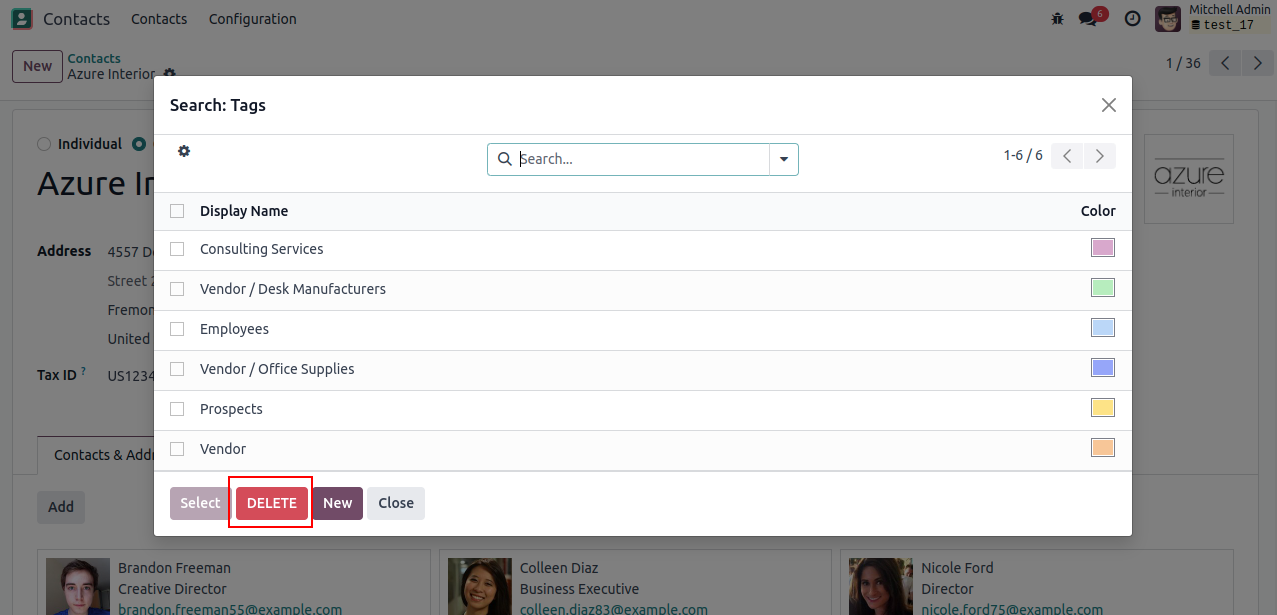 Contacts Contacts Configuration 6 Mitchell Admin
test_17
New Contacts
Azure Interior 1 / 36
Search: Tags
Individual
Search... 1-6 / 6
Azure In
azure
interior
Display Name Color
Address 4557 De
Consulting Services
Street 2
Vendor / Desk Manufacturers
Fremon
Employees
United
Vendor / Office Supplies
Tax ID ? US1234
Prospects
Contacts & Addr
Vendor
Select DELETE New Close
Add
Brandon Freeman
Creative Director
brandon.freeman55@example.com
Colleen Diaz
Business Executive
colleen.diaz83@example.com
Nicole Ford
Director
nicole.ford75@example.com